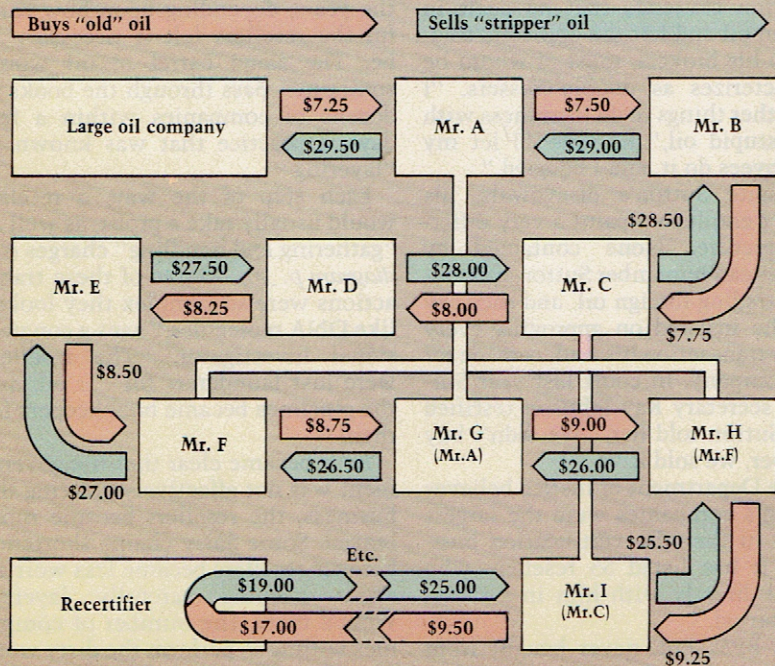 Buys "old" oil
Sells "stripper" oil
Large oil company
$7.25
$29.50
Mr. A
$7.50
$29.00
Mr. B
$28.50
$7.75
Mr. E
$27.50
$8.25
Mr. D
$28.00
$8.00
Mr. C
$8.50
$27.00
Mr. F
$8.75
$26.50
Mr. G
(Mr.A)
$9.00
$26.00
Mr. H
(Mr.F)
Etc.
$25.50
$9.25
Recertifier
$19.00
$17.00
$25.00
$9.50
Mr. I
(Mr.C)